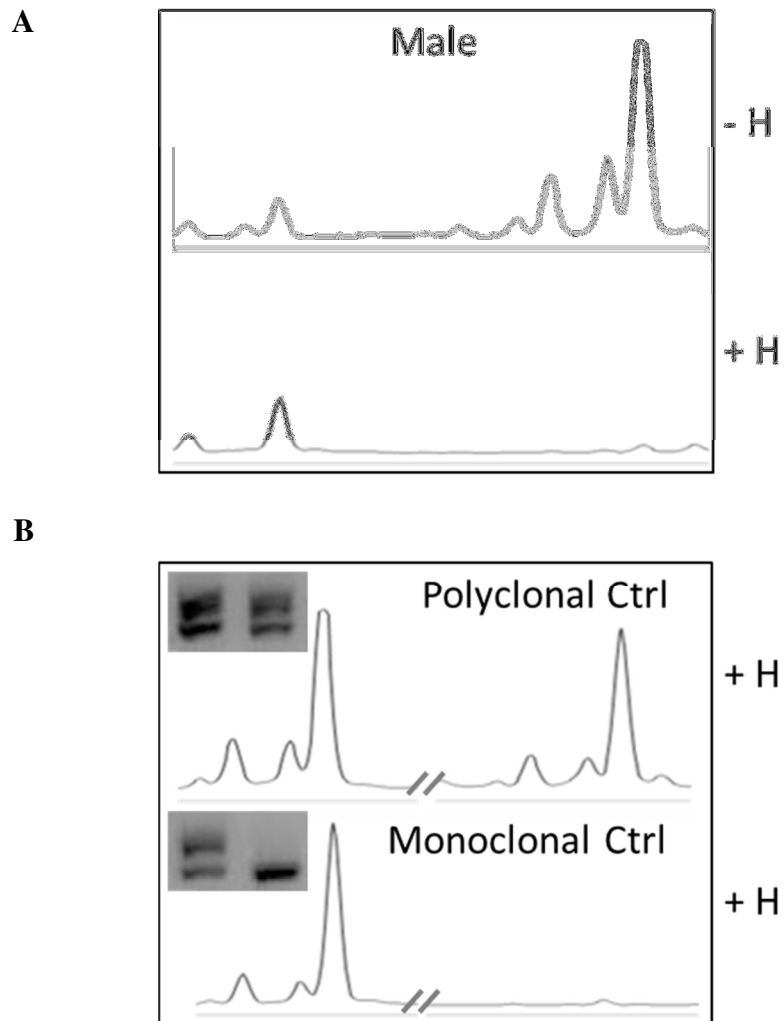 A
Male
- H
+ H
B
Polyclonal Ctrl
+ H
Monoclonal Ctrl
+ H